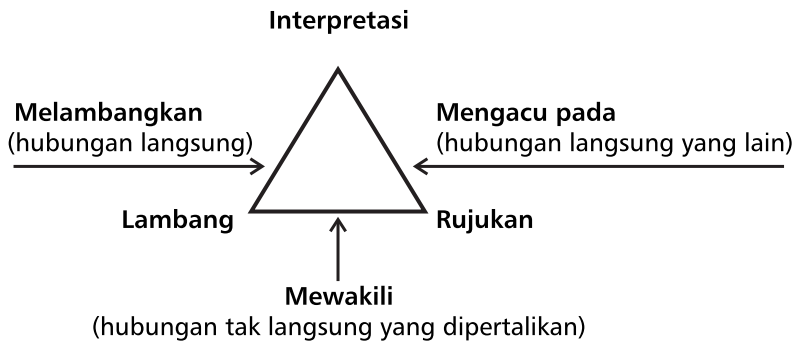 Interpretasi
Melambangkan
(hubungan langsung)
Mengacu pada
(hubungan langsung yang lain)
Lambang
Rujukan
Mewakili
(hubungan tak langsung yang dipertalikan)